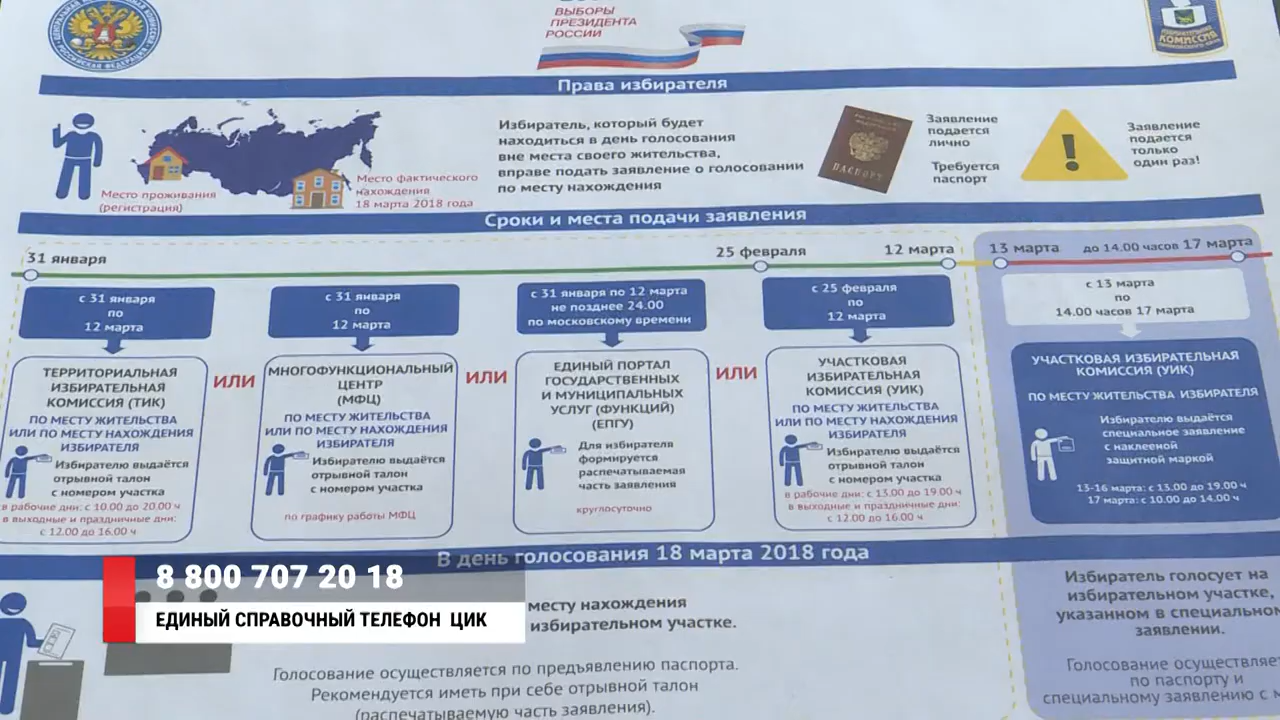 ВЫБОРЫ
ПРЕЗИДЕНТА
РОССИИ
КОМИССИЯ
Права избирателя
Место проживания
(регистрация)
Место фактического
нахождения
18 марта 2018 года
Избиратель, который будет
находиться в день голосования
вне места своего жительства,
вправе подать заявление о голосовании
по месту нахождения
ПАСПОРТ
Заявление
подается
лично
Требуется
паспорт
Заявление
подается
только
один раз!
Сроки и места подачи заявления
31 января
25 февраля
12 марта
13 марта
до 14.00 часов 17 марта
с 31 января
по
12 марта
ТЕРРИТОРИАЛЬНАЯ
ИЗБИРАТЕЛЬНАЯ
КОМИССИЯ (ТИК)
ПО МЕСТУ ЖИТЕЛЬСТВА
ИЛИ ПО МЕСТУ НАХОЖДЕНИЯ
ИЗБИРАТЕЛЯ
Избирателю выдаётся
отрывной талон
с номером участка
в рабочие дни: с 10.00 до 20.00 ч
в выходные и праздничные дни:
с 12.00 до 16.00 ч
ИЛИ
с 31 января
по
12 марта
МНОГОФУНКЦИОНАЛЬНЫЙ
ЦЕНТР
(МФЦ)
ПО МЕСТУ ЖИТЕЛЬСТВА
ИЛИ ПО МЕСТУ НАХОЖДЕНИЯ
ИЗБИРАТЕЛЯ
Избирателю выдаётся
отрывной талон
с номером участка
по графику работы МФЦ
ИЛИ
с 31 января по 12 марта
не позднее 24.00
по московскому времени
ЕДИНЫЙ ПОРТАЛ
ГОСУДАРСТВЕННЫХ
И МУНИЦИПАЛЬНЫХ
УСЛУГ (ФУНКЦИЙ)
(ЕПГУ)
Для избирателя
формируется
распечатываемая
часть заявления
круглосуточно
ИЛИ
с 25 февраля
по
12 марта
УЧАСТКОВАЯ
ИЗБИРАТЕЛЬНАЯ
КОМИССИЯ (УИК)
ПО МЕСТУ ЖИТЕЛЬСТВА
ИЛИ ПО МЕСТУ НАХОЖДЕНИЯ
ИЗБИРАТЕЛЯ
Избирателю выдаётся
отрывной талон
с номером участка
в рабочие дни: с 13.00 до 19.00 ч
в выходные и праздничные дни:
с 12.00 до 16.00 ч
с 13 марта
по
14.00 часов 17 марта
УЧАСТКОВАЯ ИЗБИРАТЕЛЬНАЯ
КОМИССИЯ (УИК)
ПО МЕСТУ ЖИТЕЛЬСТВА ИЗБИРАТЕЛЯ
Избирателю выдаётся
специальное заявление
с наклееной
защитной маркой
13-16 марта: с 13.00 до 19.00 ч
17 марта: с 10.00 до 14.00 ч
В день голосования 18 марта 2018 года
8 800 707 20 18
ЕДИНЫЙ СПРАВОЧНЫЙ ТЕЛЕФОН ЦИК
месту нахождения
избирательном участке.
Голосование осуществляется по предъявлению паспорта.
Рекомендуется иметь при себе отрывной талон
(распечатываемую часть заявления).
Избиратель голосует на
избирательном участке,
указанном в специальном
заявлении.
Голосование осуществляет
по паспорту и
специальному заявлению с м